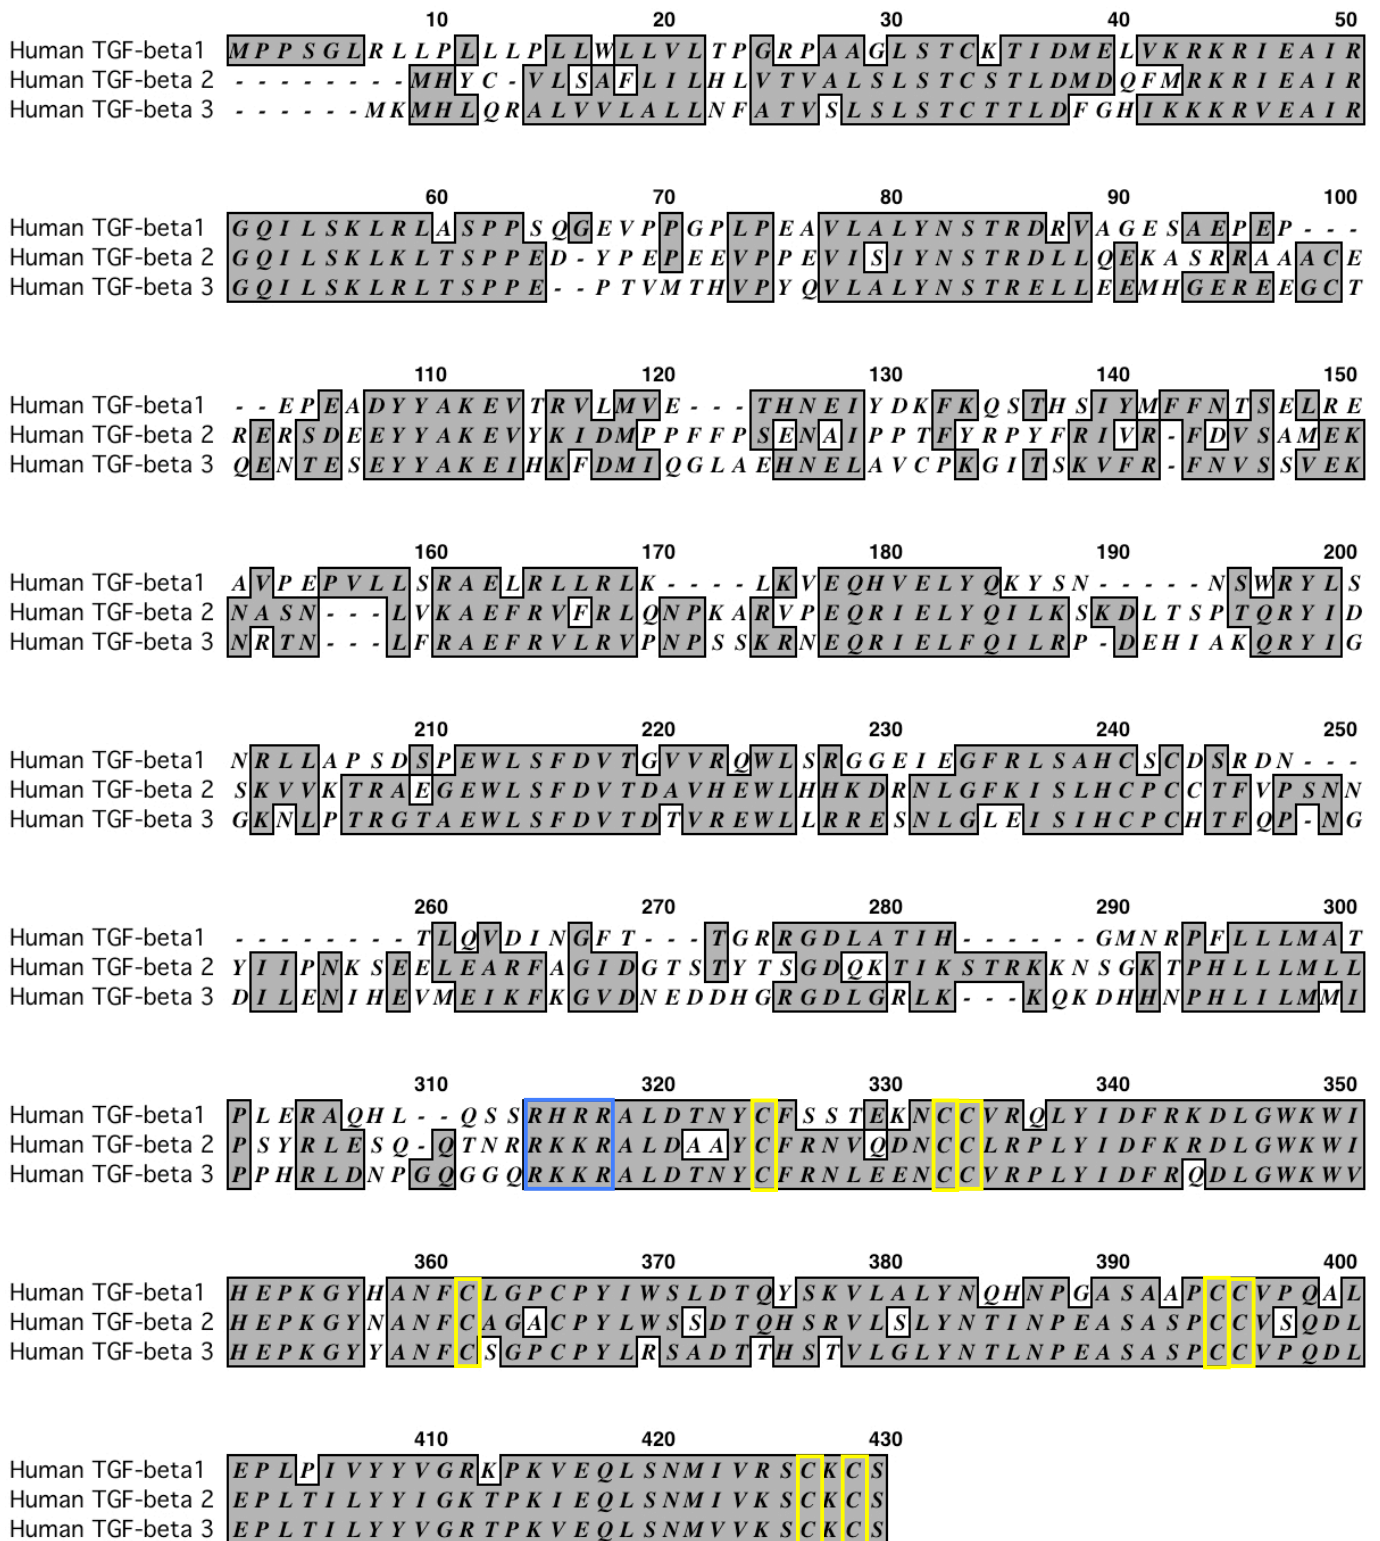 10 20 30 40 50
Human TGF-beta1 MPPSGLRLLPLLLPLLWLLVLTPGRPAAGLSTCKTIDMELVKRKRIEAIR
Human TGF-beta 2 --------MHYC-VLSAFLILHLVTVALSLSTCSTLDMDQFMRKRIEAIR
Human TGF-beta 3 ------MKMHLQRALVVLALLNFATVSLSLSTCTTLDFGHIKKKRVEAIR
60 70 80 90 100
Human TGF-beta1 GQILSKLRLASPPSQGEVPPGPLPEAVLALYNSTRDRVAGESAEPEP---
Human TGF-beta 2 GQILSKLKLTSPPED-YPEPEEVPPEVISIYNSTRDLLQEKASRRAAACE
Human TGF-beta 3 GQILSKLRLTSPPE--PTVMTHVPYQVLALYNSTRELLEEMHGEREEGCT
110 120 130 140 150
Human TGF-beta1 --EPEADYYAKEVTRVLMVE---THNEIYDKFKQSTHSIYMFFNTSELRE
Human TGF-beta 2 RERSDEEYYAKEVYKIDMPPFFPSENAIPPTFYRPYFRIVR-FDVSAMEK
Human TGF-beta 3 QENTESEYYAKEIHKFDMIQGLAEHNELAVCPKGITSKVFR-FNVSSVEK
160 170 180 190 200
Human TGF-beta1 AVPEPVLLSRAELRLLRLK----LKVEQHVELYQKYSN-----NSWRYLS
Human TGF-beta 2 NASN---LVKAEFRVFRLQNPKARVPEQRIELYQILKSKDLTSPTQRYID
Human TGF-beta 3 NRTN---LFRAEFRVLRVPNPSSKRNEQRIELFQILRP-DEHIAKQRYIG
210 220 230 240 250
Human TGF-beta1 NRLLAPSDSPEWLSFDVTGVVRQWLSRGGEIEGFRLSAHCSCDSRDN---
Human TGF-beta 2 SKVVKTRAEGEWLSFDVTDAVHEWLHHKDRNLGFKISLHCPCCTFVPSNN
Human TGF-beta 3 GKNLPTRGTAEWLSFDVTDTVREWLLRRESNLGLEISIHCPCHTFQP-NG
260 270 280 290 300
Human TGF-beta1 --------TLQVDINGFT---TGRRGDLATIH------GMNRPFLLLMAT
Human TGF-beta 2 YIIPNKSEELEARFAGIDGTSTYTSGDQKTIKSTRKKNSGKTPHLLLMLL
Human TGF-beta 3 DILENIHEVMEIKFKGVDNEDDHGRGDLGRLK---KQKDHHNPHLILMMI
310 320 330 340 350
Human TGF-beta1 PLERAQHL--QSSRHRRALDTNYCFSSTEKNCCVRQLYIDFRKDLGWKWI
Human TGF-beta 2 PSYRLESQ-QTNRRKKRALDAAYCFRNVQDNCCLRPLYIDFKRDLGWKWI
Human TGF-beta 3 PPHRLDNPGQGGQRKKRALDTNYCFRNLEENCCVRPLYIDFRQDLGWKWV
360 370 380 390 400
Human TGF-beta1 HEPKGYHANFCLGPCPYIWSLDTQYSKVLALYNQHNPGASAAPCCVPQAL
Human TGF-beta 2 HEPKGYNANFCAGACPYLWSSDTQHSRVLSLYNTINPEASASPCCVSQDL
Human TGF-beta 3 HEPKGYYANFCSGPCPYLRSADTTHSTVLGLYNTLNPEASASPCCVPQDL
410 420 430
Human TGF-beta1 EPLPIVYYVGRKPKVEQLSNMIVRSCKCS
Human TGF-beta 2 EPLTILYYIGKTPKIEQLSNMIVKSCKCS
Human TGF-beta 3 EPLTILYYVGRTPKVEQLSNMVVKSCKCS